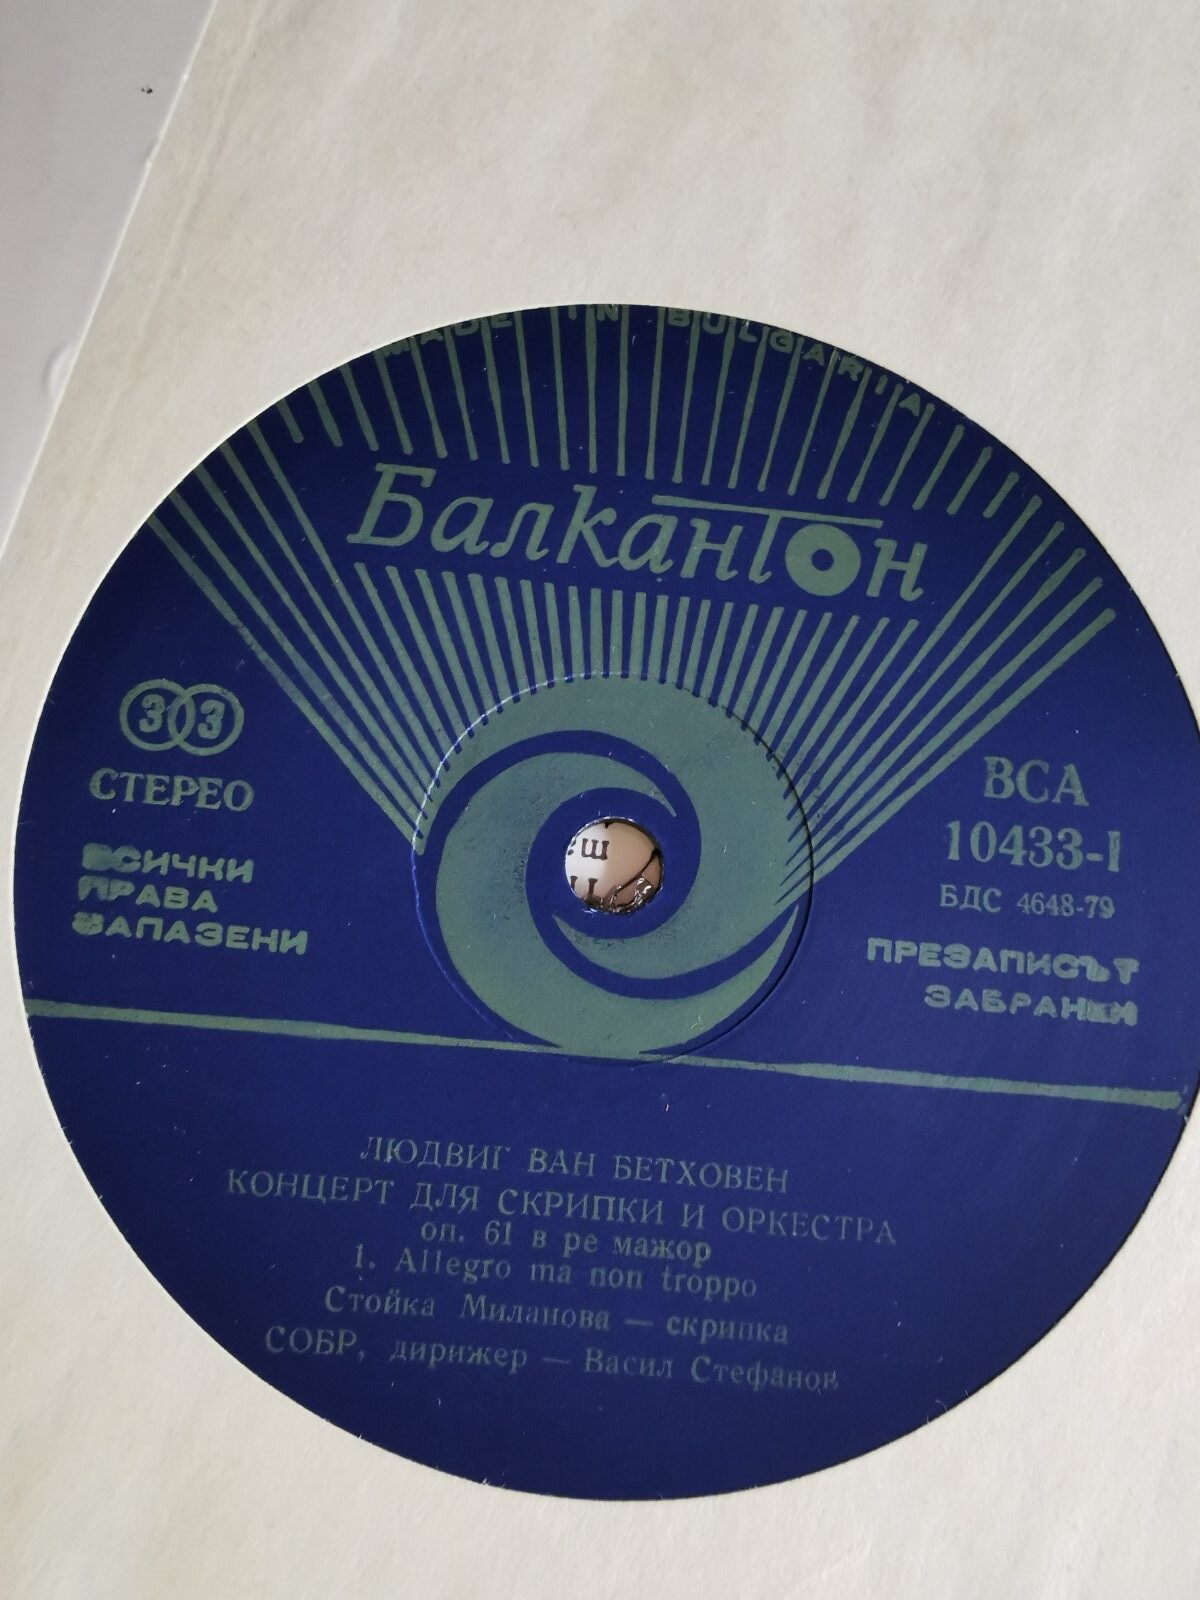 MADE IN BULGARIA
Балкантон
33
СТЕРЕО
ВСИЧКИ
ПРАВА
ЗАПАЗЕНИ
ВСА
10433-I
БДС 4648-79
ПРЕЗАПИСЪТ
ЗАБРАНЕН
ЛЮДВИГ ВАН БЕТХОВЕН
КОНЦЕРТ ДЛЯ СКРИПКИ И ОРКЕСТРА
оп. 61 в ре мажор
1. Allegro ma non troppo
Стойка Миланова — скрипка
СОБР, дирижер — Васил Стефанов